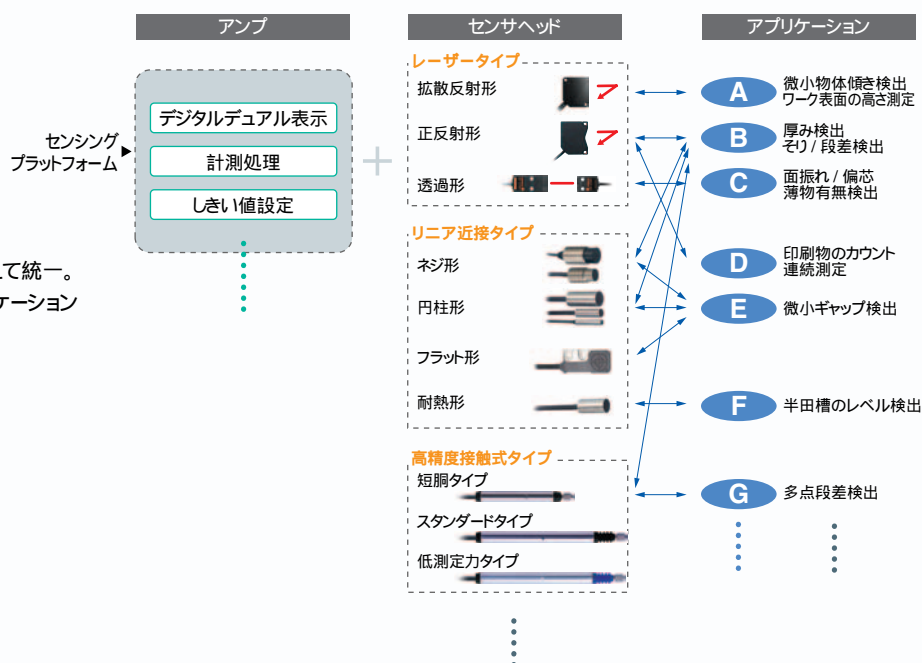 アンプ
センサヘッド
アプリケーション
センシング
プラットフォーム
デジタルデュアル表示
計測処理
しきい値設定
+
て統一。
ケーション
レーザータイプ
拡散反射形
正反射形
透過形
リニア近接タイプ
ネジ形
円柱形
フラット形
耐熱形
高精度接触式タイプ
短胴タイプ
スタンダードタイプ
低測定力タイプ
A
微小物体傾き検出
ワーク表面の高さ測定
B
厚み検出
そり / 段差検出
C
面振れ / 偏芯
薄物有無検出
D
印刷物のカウント
連続測定
E
微小ギャップ検出
F
半田槽のレベル検出
G
多点段差検出